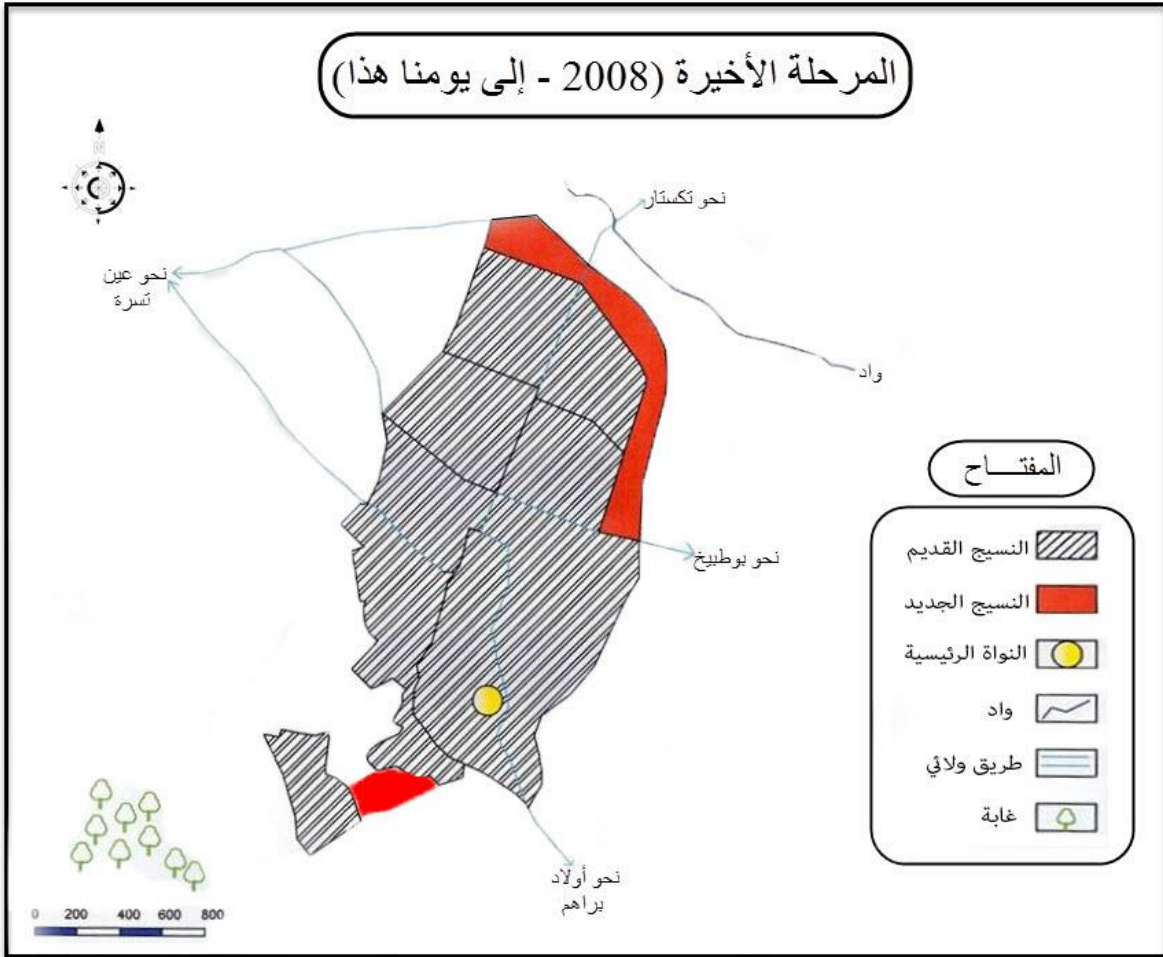 المرحلة الأخيرة (2008 - إلى يومنا هذا)
N
نحو تكستار
نحو عين
تسرة
واد
المفتـــاح
النسيج القديم
النسيج الجديد
النواة الرئيسية
واد
طريق ولائي
غابة
نحو بوطبيخ
نحو أولاد
براهم
0 200 400 600 800